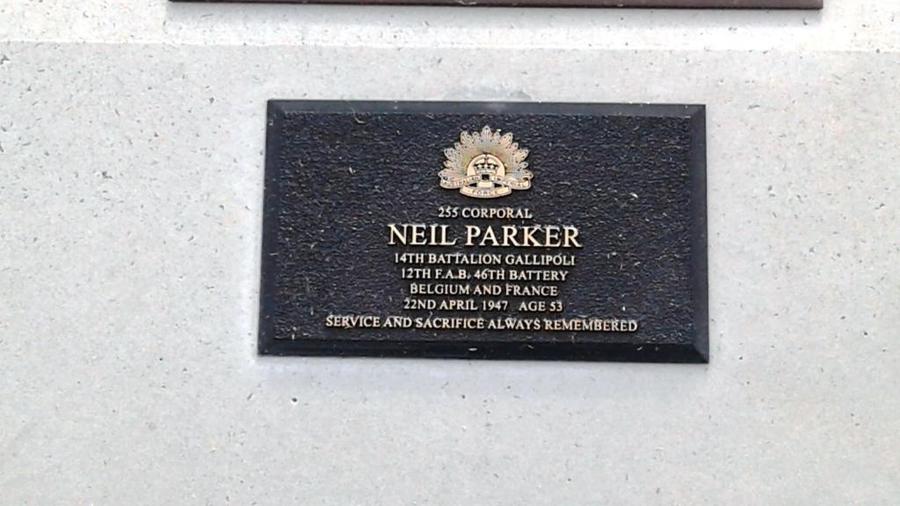 255 CORPORAL
NEIL PARKER
14TH BATTALION GALLIPOLI
12TH F.A.B. 46TH BATTERY
BELGIUM AND FRANCE
22ND APRIL 1947 AGE 53
SERVICE AND SACRIFICE ALWAYS REMEMBERED